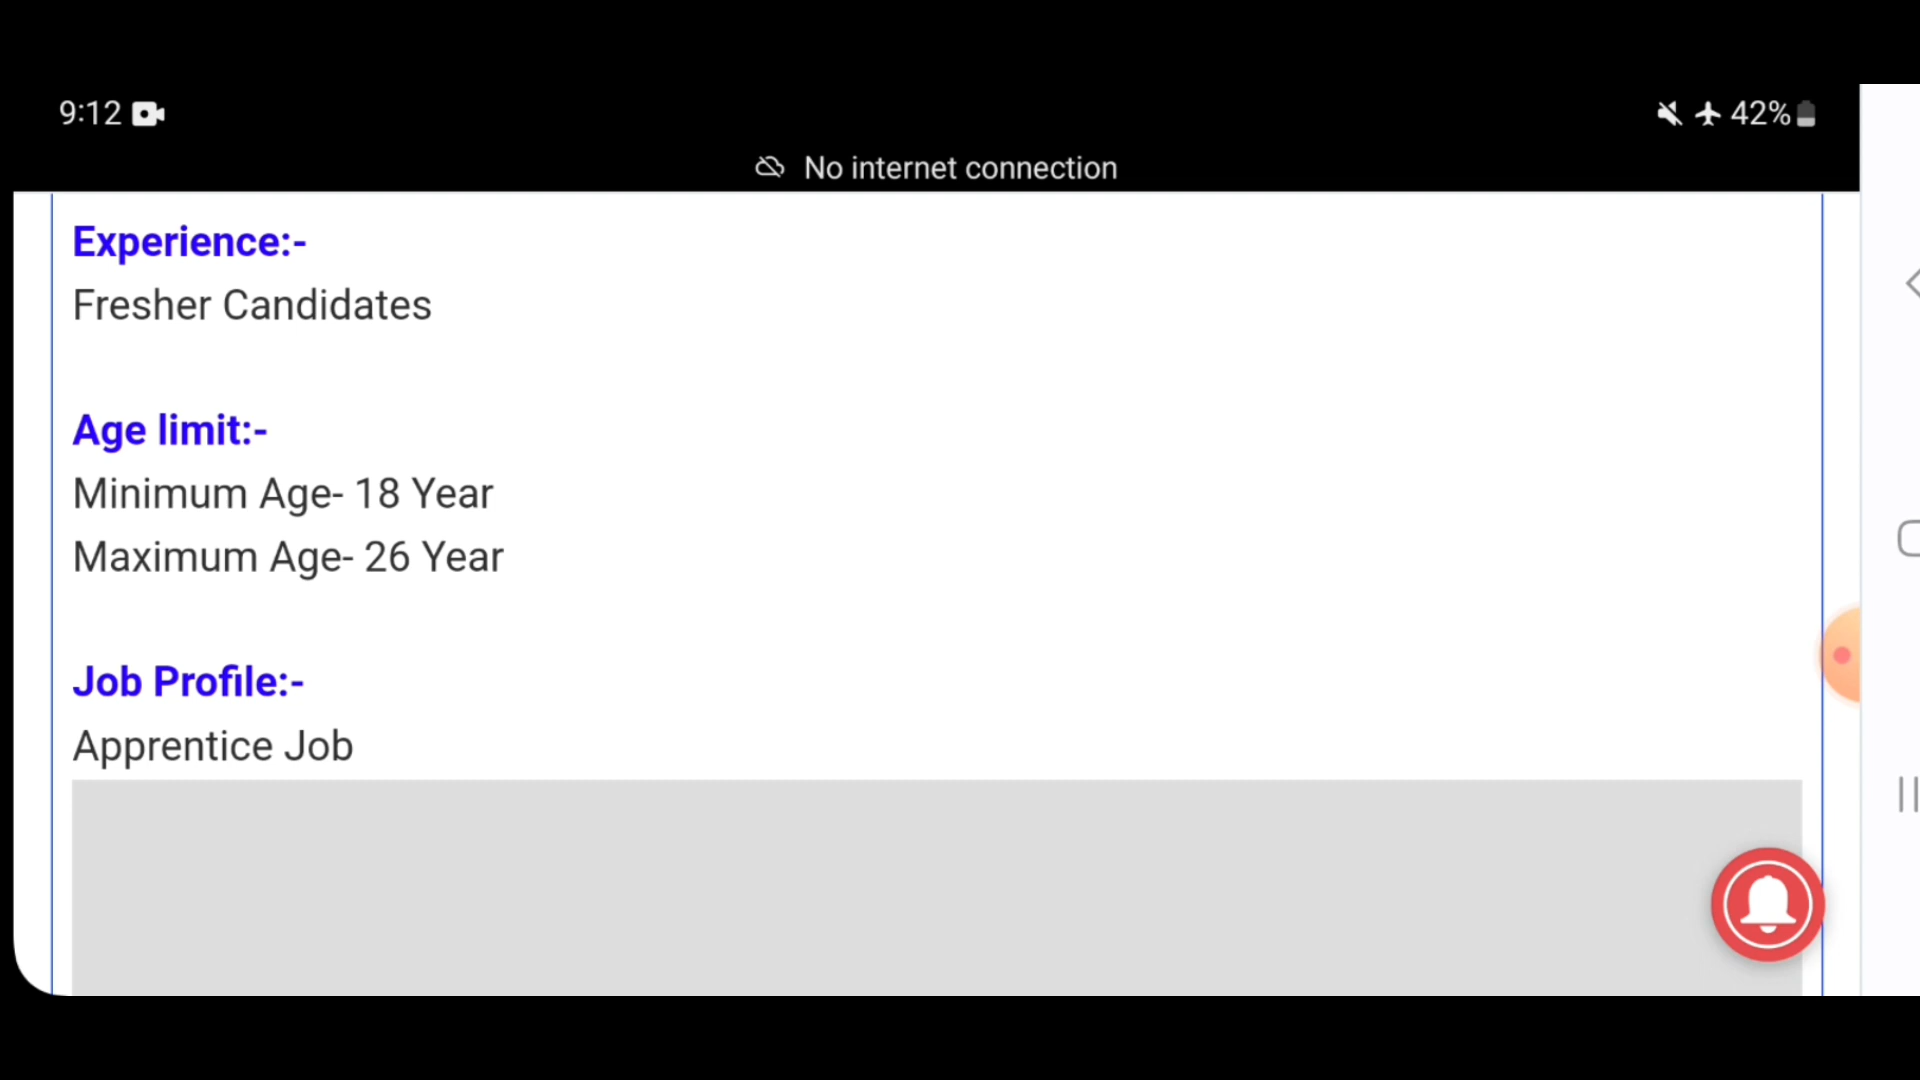 9:12
42%
No internet connection
Experience:-
Fresher Candidates
Age limit:-
Minimum Age- 18 Year
Maximum Age- 26 Year
Job Profile:-
Apprentice Job